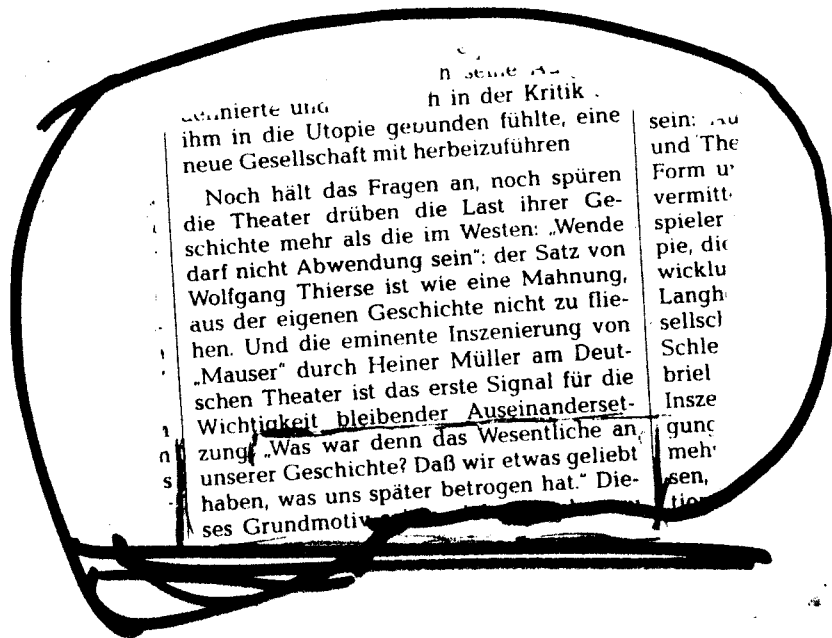 h in der Kritik
ihm in die Utopie gebunden fühlte, eine
neue Gesellschaft mit herbeizuführen
Noch hält das Fragen an, noch spüren
die Theater drüben die Last ihrer Ge-
schichte mehr als die im Westen: „Wende
darf nicht Abwendung sein“: der Satz von
Wolfgang Thierse ist wie eine Mahnung,
aus der eigenen Geschichte nicht zu flie-
hen. Und die eminente Inszenierung von
„Mauser“ durch Heiner Müller am Deut-
schen Theater ist das erste Signal für die
Wichtigkeit bleibender Auseinanderset-
zung: „Was war denn das Wesentliche an
unserer Geschichte? Daß wir etwas geliebt
haben, was uns später betrogen hat.“ Die-
ses Grundmotiv
sein:
und The
Form u
vermitt
spieler
pie, die
wicklu
Langh
sellsch
Schle
briel
Insze
gung
meh
sen,
tion